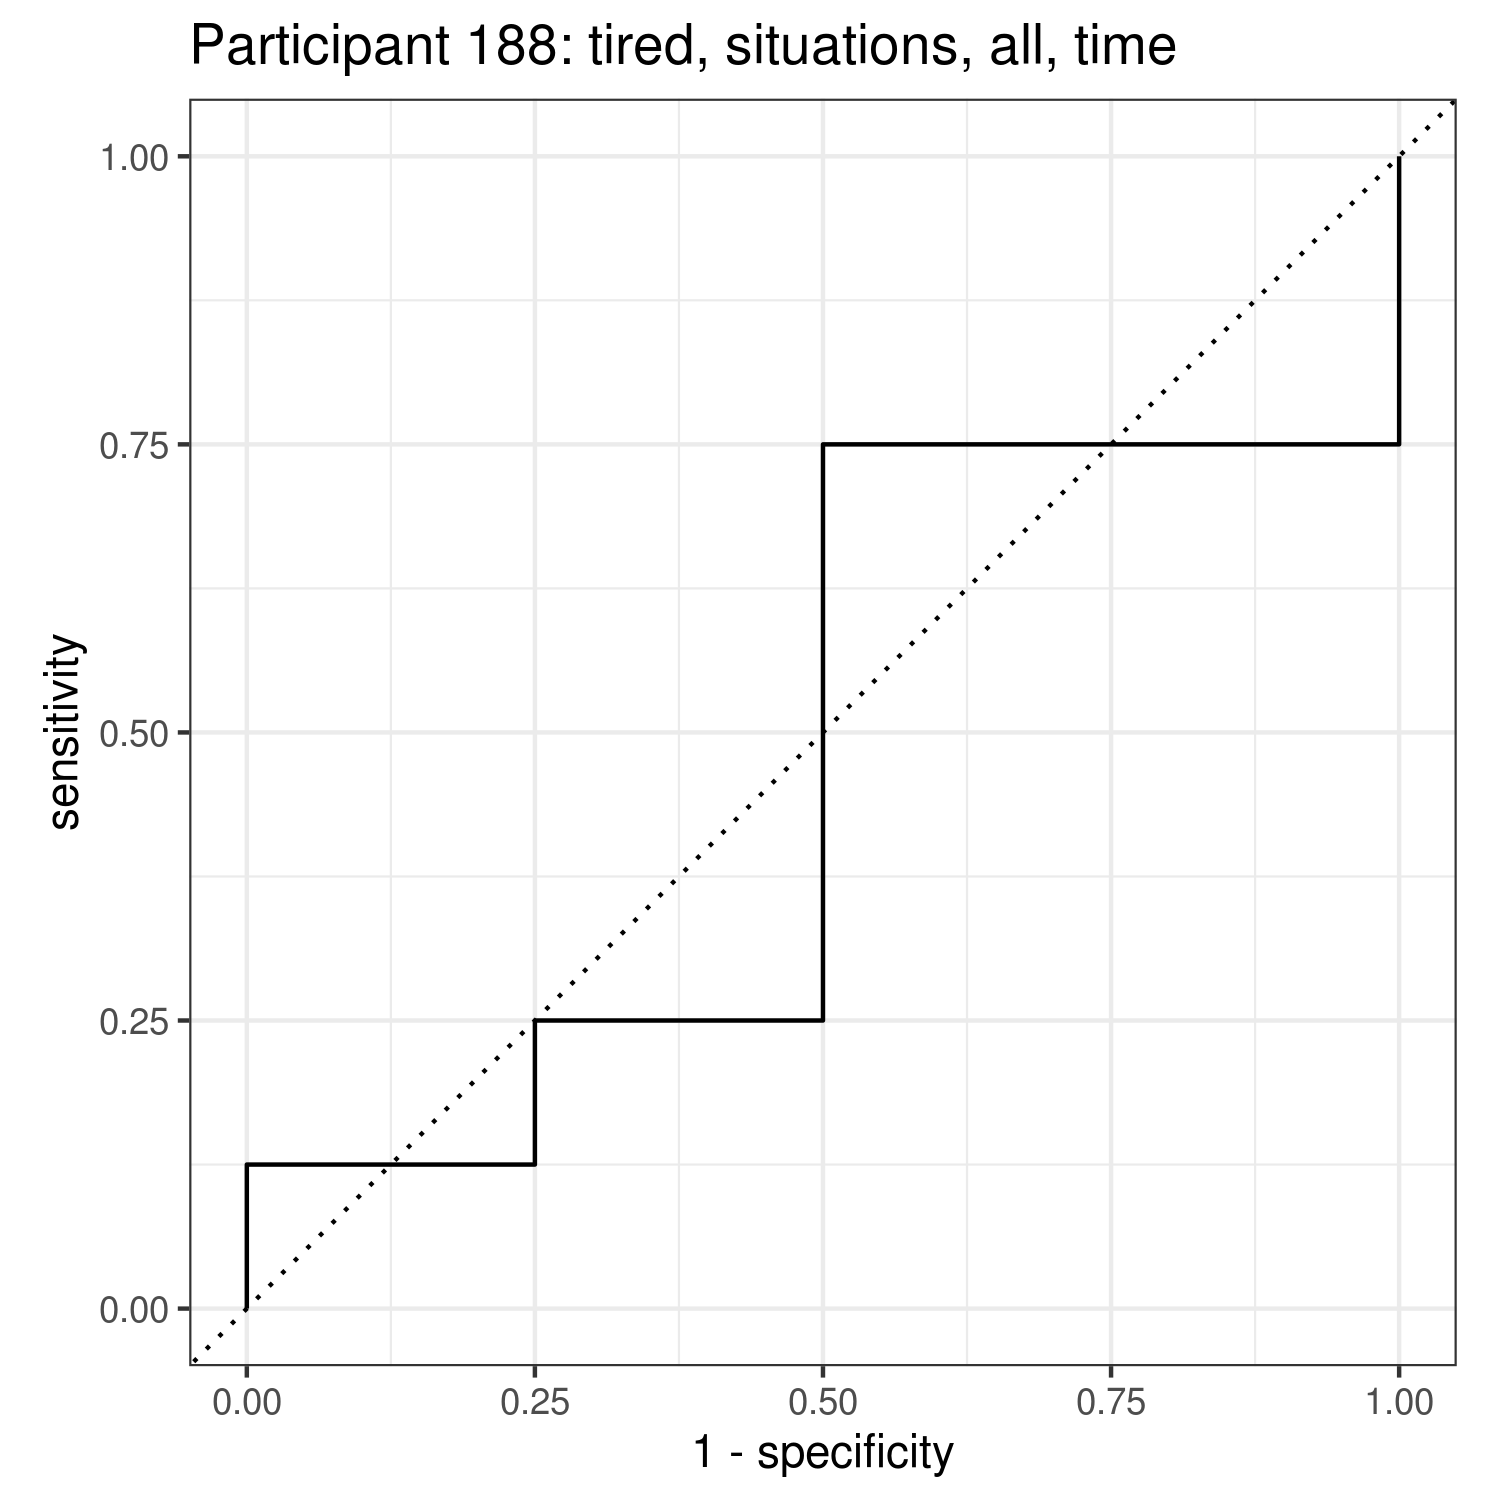 Participant 188: tired, situations, all, time
1.00
0.75
0.50
0.25
0.00
sensitivity
0.00 0.25 0.50 0.75 1.00
1 - specificity